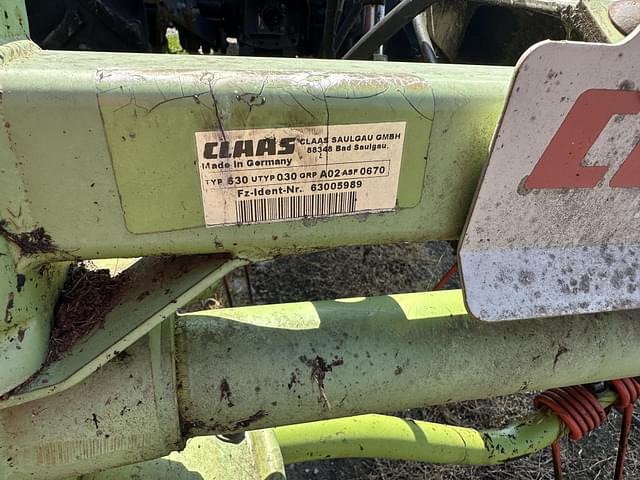 CLAAS CLAAS SAULGAU GMBH
88348 Bad Saulgau.
Made in Germany
TYP 630 UTYP 030 GRP A02 ASF 0670
Fz-Ident-Nr. 63005989